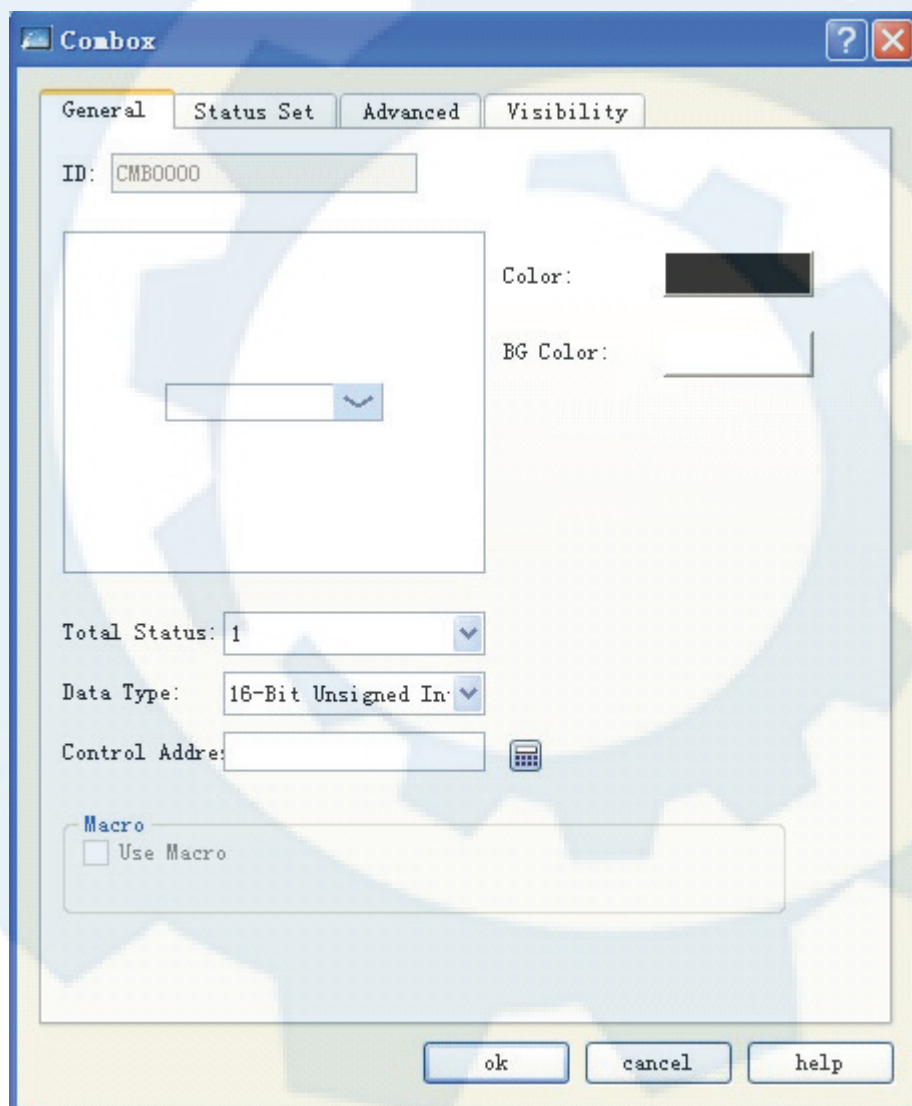 Combox
General Status Set Advanced Visibility
ID: CMB0000
Color:
BG Color:
Total Status: 1
Data Type: 16-Bit Unsigned In
Control Addre
Macro
Use Macro
ok cancel help